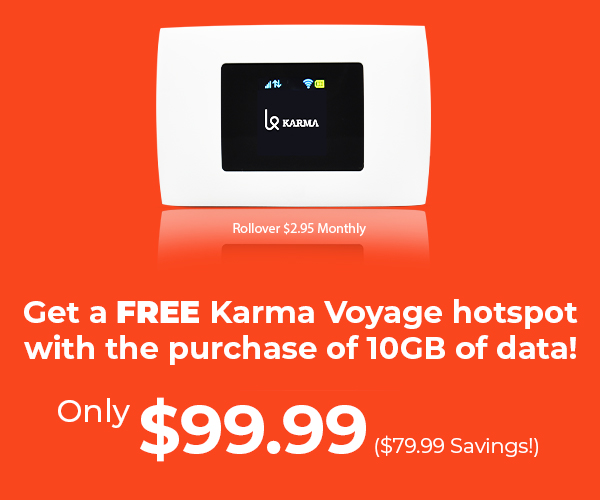 KARMA
Rollover $2.95 Monthly
Get a FREE Karma Voyage hotspot
with the purchase of 10GB of data!
Only $99.99 ($79.99 Savings!)